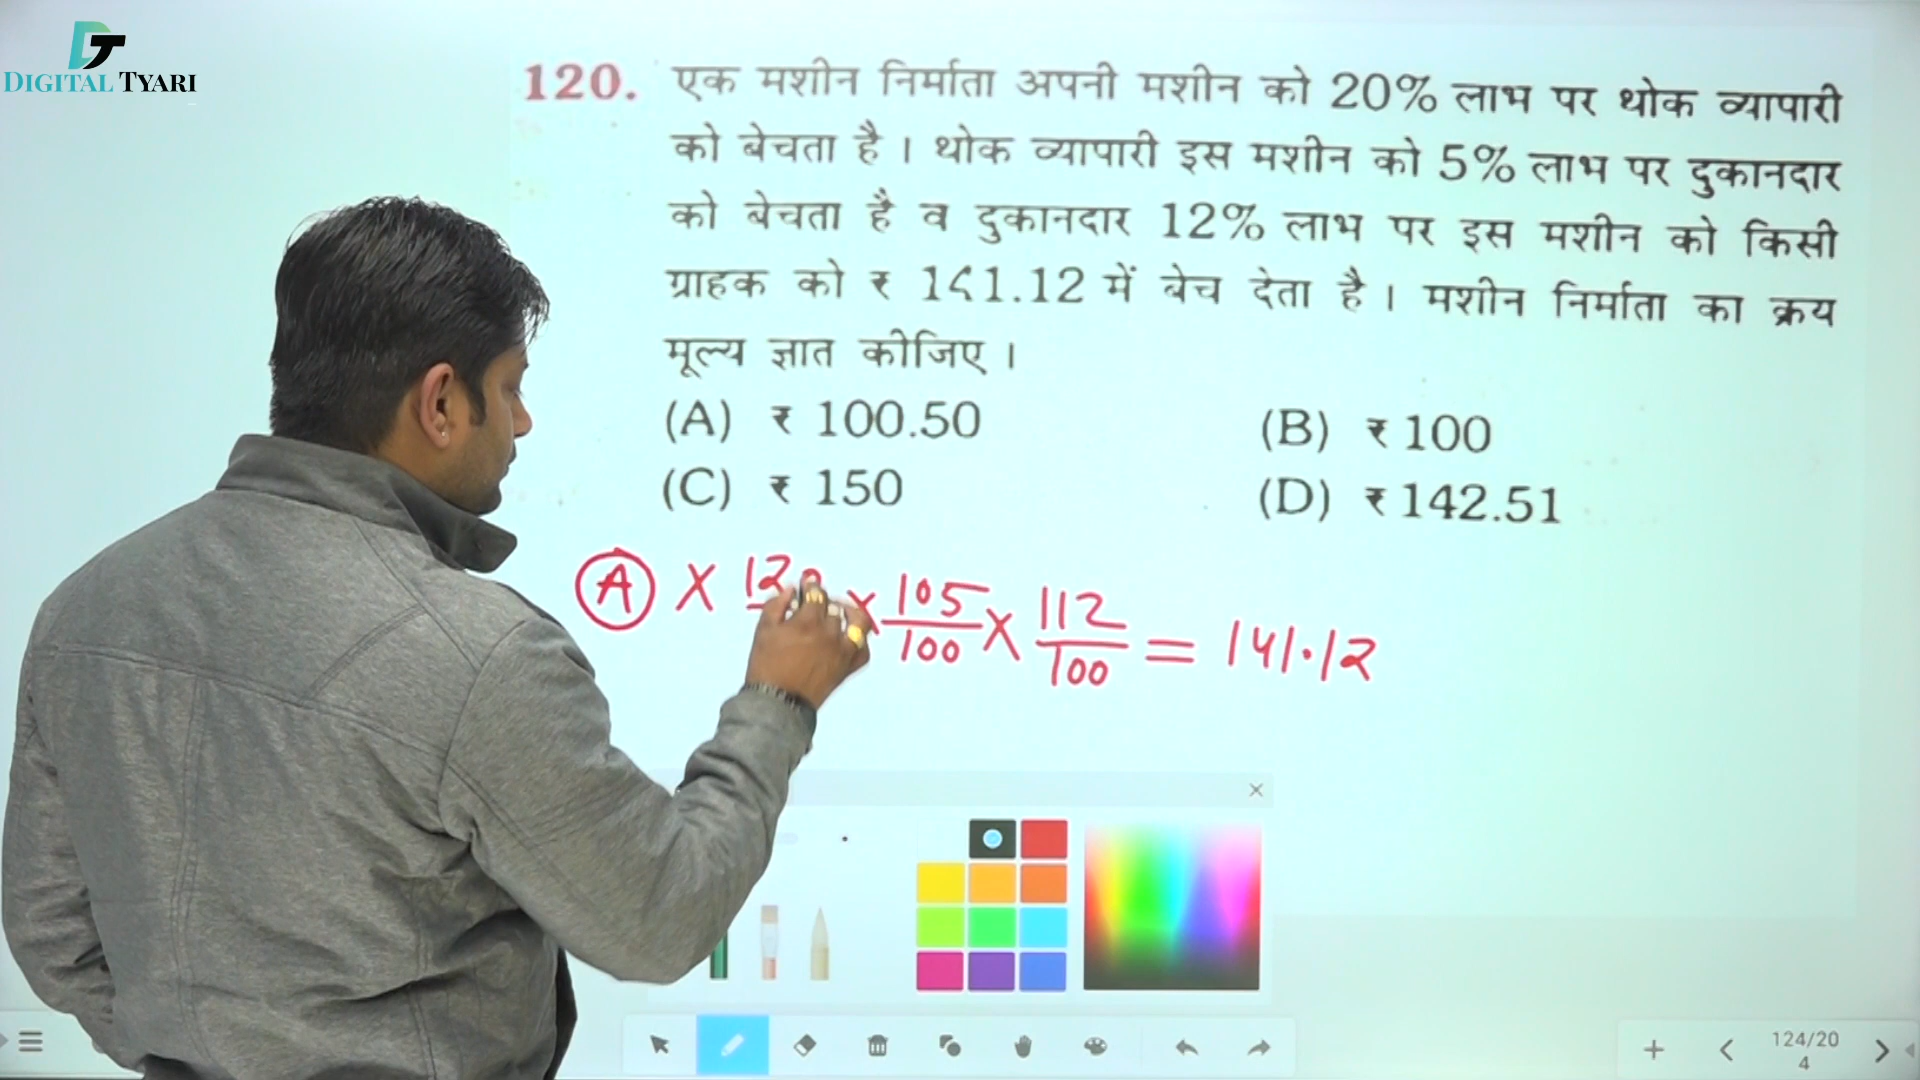 DIGITAL TYARI
120. एक मशीन निर्माता अपनी मशीन को 20% लाभ पर थोक व्यापारी
को बेचता है । थोक व्यापारी इस मशीन को 5% लाभ पर दुकानदार
को बेचता है व दुकानदार 12% लाभ पर इस मशीन को किसी
ग्राहक को ₹ 141.12 में बेच देता है । मशीन निर्माता का क्रय
मूल्य ज्ञात कीजिए ।
(A) ₹ 100.50 (B) ₹ 100
(C) ₹ 150 (D) ₹ 142.51
A × 120 × 105/100 × 112/100 = 141.12
124/20
4